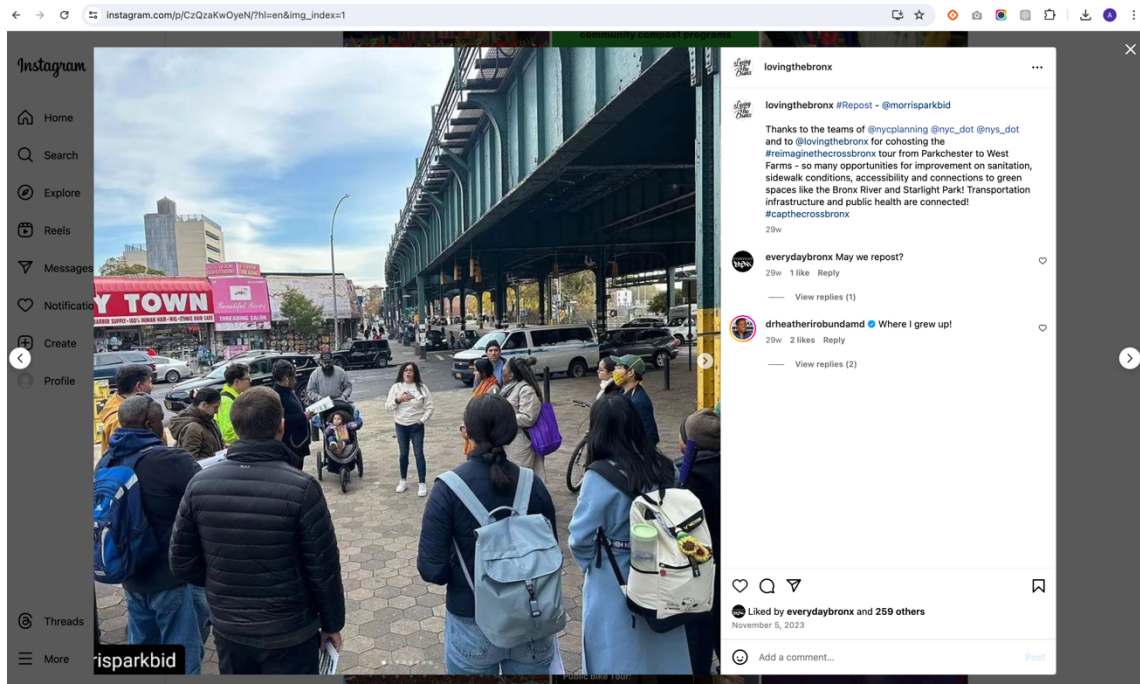 instagram.com/p/CzQzaKwOyeN/?hl=en&img_index=1
A
community compost programs
Instagram
Home
Search
Explore
Reels
Messages
Notificatio
Create
Profile
Threads
More
Y TOWN
BARBER SUPPLY • 100% HUMAN HAIR • WIG • ETHNIC HAIR CARE
THREADING SALON
risparkbid
Public Bike Tour!
lovingthebronx
Loving The Bronx
lovingthebronx #Repost - @morrisparkbid
Thanks to the teams of @nycplanning @nyc_dot @nys_dot
and to @lovingthebronx for cohosting the
#reimaginethecrossbronx tour from Parkchester to West
Farms - so many opportunities for improvement on sanitation,
sidewalk conditions, accessibility and connections to green
spaces like the Bronx River and Starlight Park! Transportation
infrastructure and public health are connected!
#capthecrossbronx
29w
everydaybronx May we repost?
29w 1 like Reply
View replies (1)
drheatherirobundamd Where I grew up!
29w 2 likes Reply
View replies (2)
Liked by everydaybronx and 259 others
November 5, 2023
Add a comment...
Post